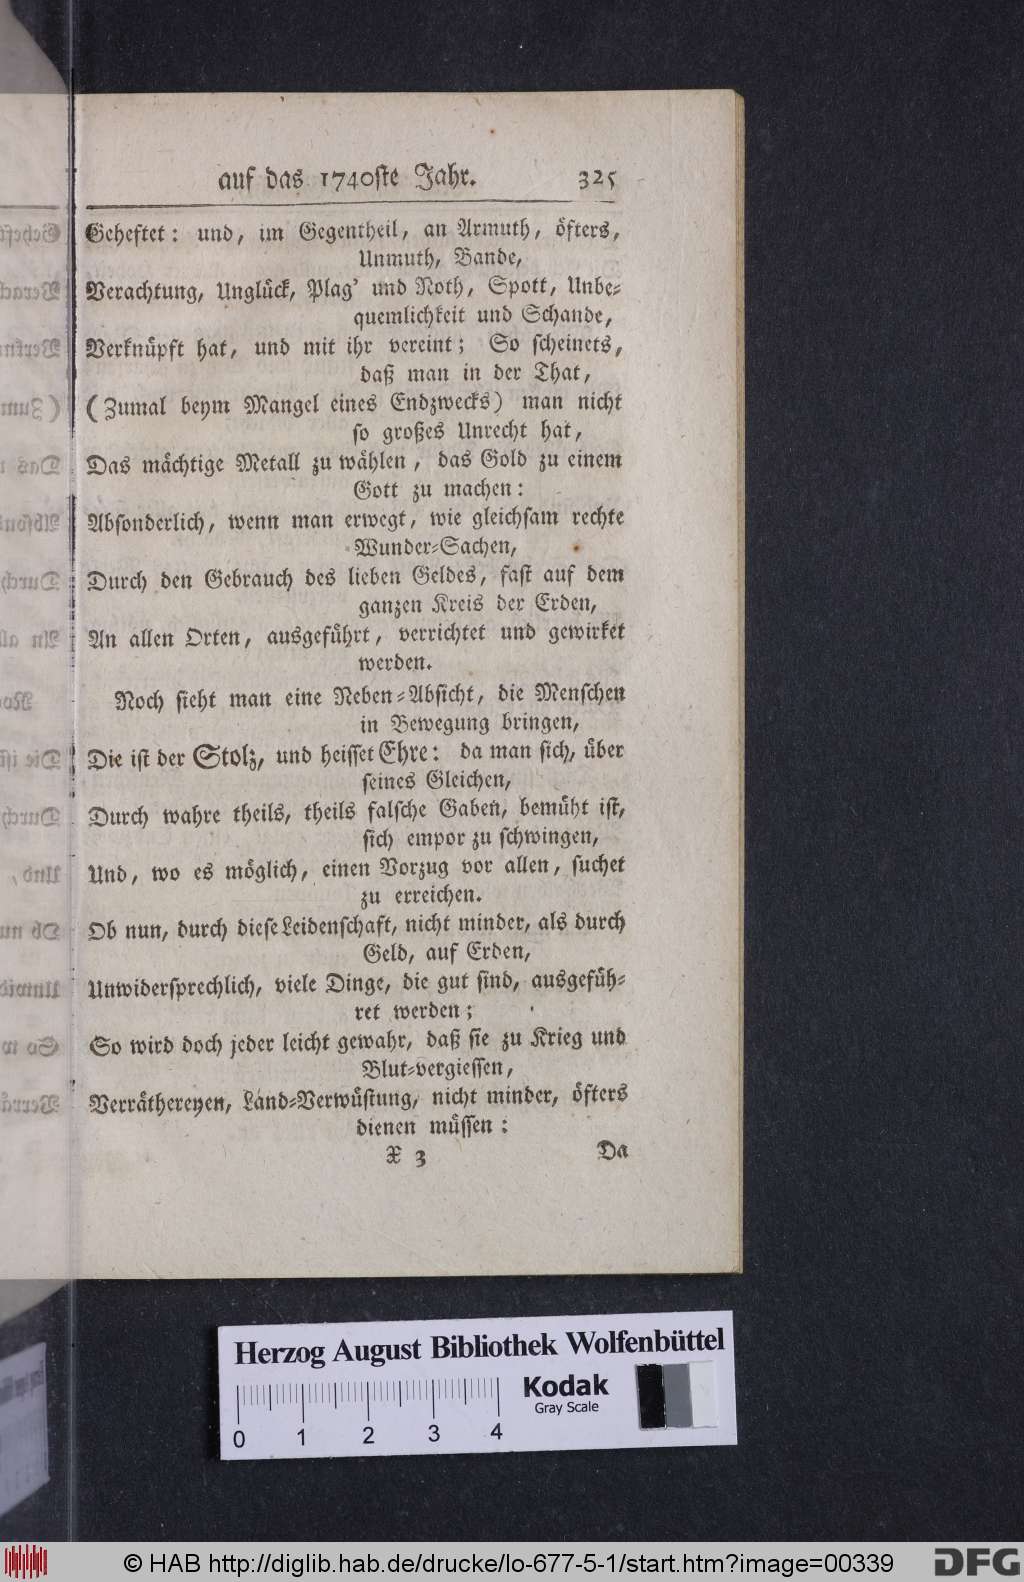 auf das 1740ste Jahr. 325
Geheftet: und, im Gegentheil, an Armuth, öfters,
Unmuth, Bande,
Verachtung, Unglück, Plag' und Noth, Spott, Unbe-
quemlichkeit und Schande,
Verknüpft hat, und mit ihr vereint; So scheinets,
daß man in der That,
(Zumal beym Mangel eines Endzwecks) man nicht
so großes Unrecht hat,
Das mächtige Metall zu wählen, das Gold zu einem
Gott zu machen:
Absonderlich, wenn man erwegt, wie gleichsam rechte
Wunder-Sachen,
Durch den Gebrauch des lieben Geldes, fast auf dem
ganzen Kreis der Erden,
An allen Orten, ausgeführt, verrichtet und gewirket
werden.
Noch sieht man eine Neben-Absicht, die Menschen
in Bewegung bringen,
Die ist der Stolz, und heisset Ehre: da man sich, über
seines Gleichen,
Durch wahre theils, theils falsche Gaben, bemüht ist,
sich empor zu schwingen,
Und, wo es möglich, einen Vorzug vor allen, suchet
zu erreichen.
Ob nun, durch diese Leidenschaft, nicht minder, als durch
Geld, auf Erden,
Unwidersprechlich, viele Dinge, die gut sind, ausgefüh-
ret werden;
So wird doch jeder leicht gewahr, daß sie zu Krieg und
Blut-vergiessen,
Verräthereyen, Land-Verwüstung, nicht minder, öfters
dienen müssen:
X 3 Da
Herzog August Bibliothek Wolfenbüttel
Kodak
Gray Scale
0 1 2 3 4
© HAB http://diglib.hab.de/drucke/lo-677-5-1/start.htm?image=00339
DFG